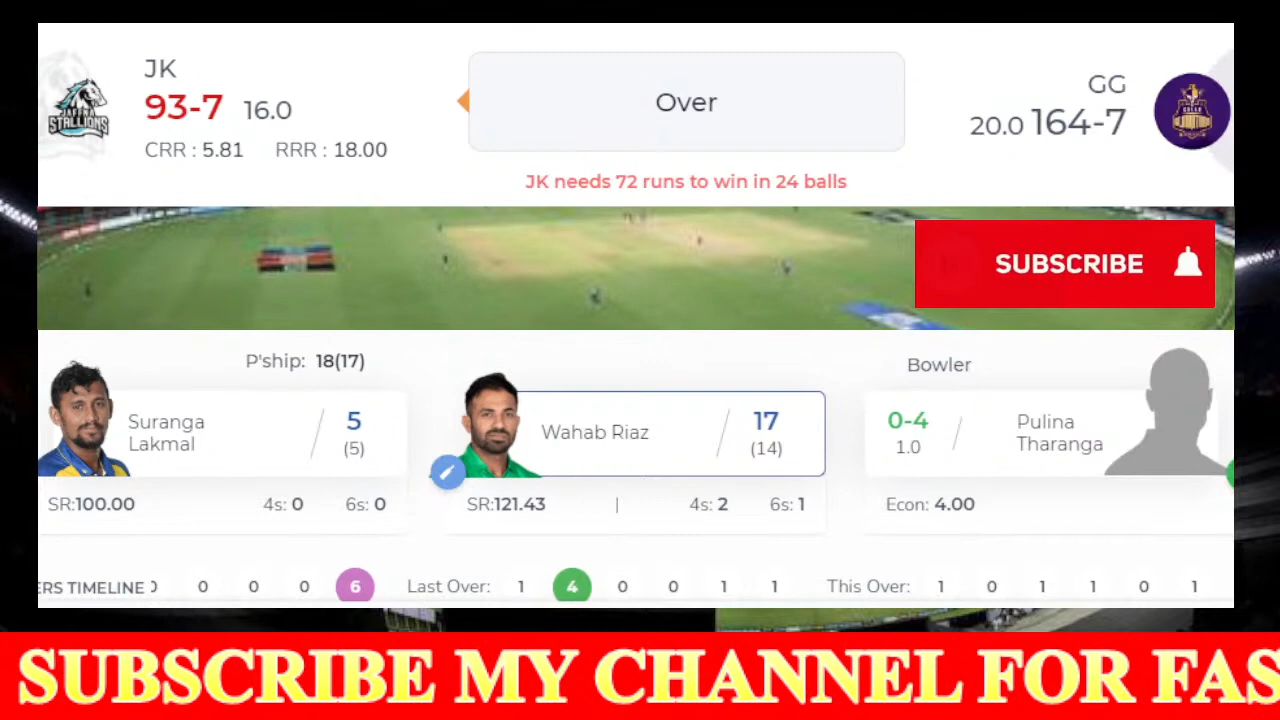 JK
93-7 16.0
CRR : 5.81 RRR : 18.00
JAFFNA
STALLIONS
Over
GG
20.0 164-7
JK needs 72 runs to win in 24 balls
SUBSCRIBE
P'ship: 18(17)
Suranga
Lakmal
5
(5)
SR:100.00 4s: 0 6s: 0
Wahab Riaz
17
(14)
SR:121.43 | 4s: 2 6s: 1
Bowler
0-4
1.0
Pulina
Tharanga
Econ: 4.00
ERS TIMELINE 0 0 0 0 6 Last Over: 1 4 0 0 1 1 This Over: 1 0 1 1 0 1
SUBSCRIBE MY CHANNEL FOR FAS